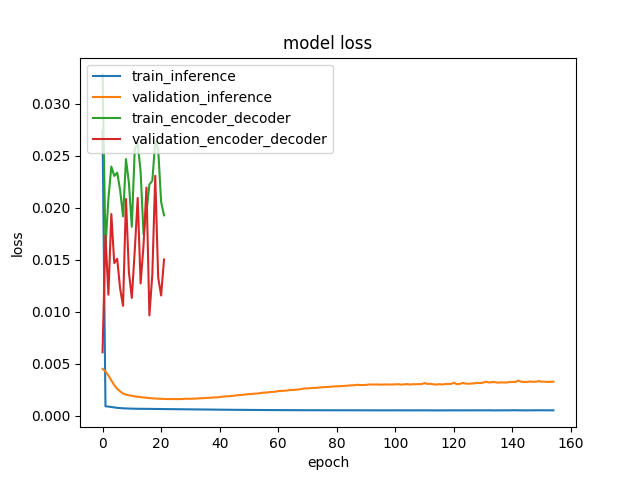 model loss
train_inference
validation_inference
train_encoder_decoder
validation_encoder_decoder
loss
0.030
0.025
0.020
0.015
0.010
0.005
0.000
0 20 40 60 80 100 120 140 160
epoch